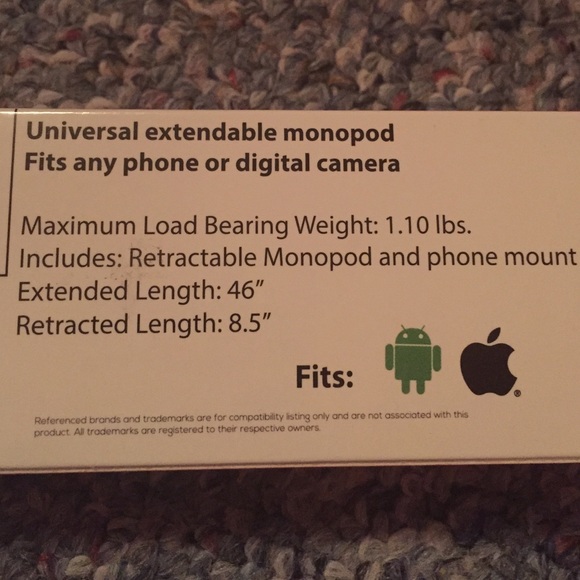 Universal extendable monopod
Fits any phone or digital camera
Maximum Load Bearing Weight: 1.10 lbs.
Includes: Retractable Monopod and phone mount
Extended Length: 46”
Retracted Length: 8.5”
Fits:
®
Referenced brands and trademarks are for compatibility listing only and are not associated with this
product. All trademarks are registered to their respective owners.